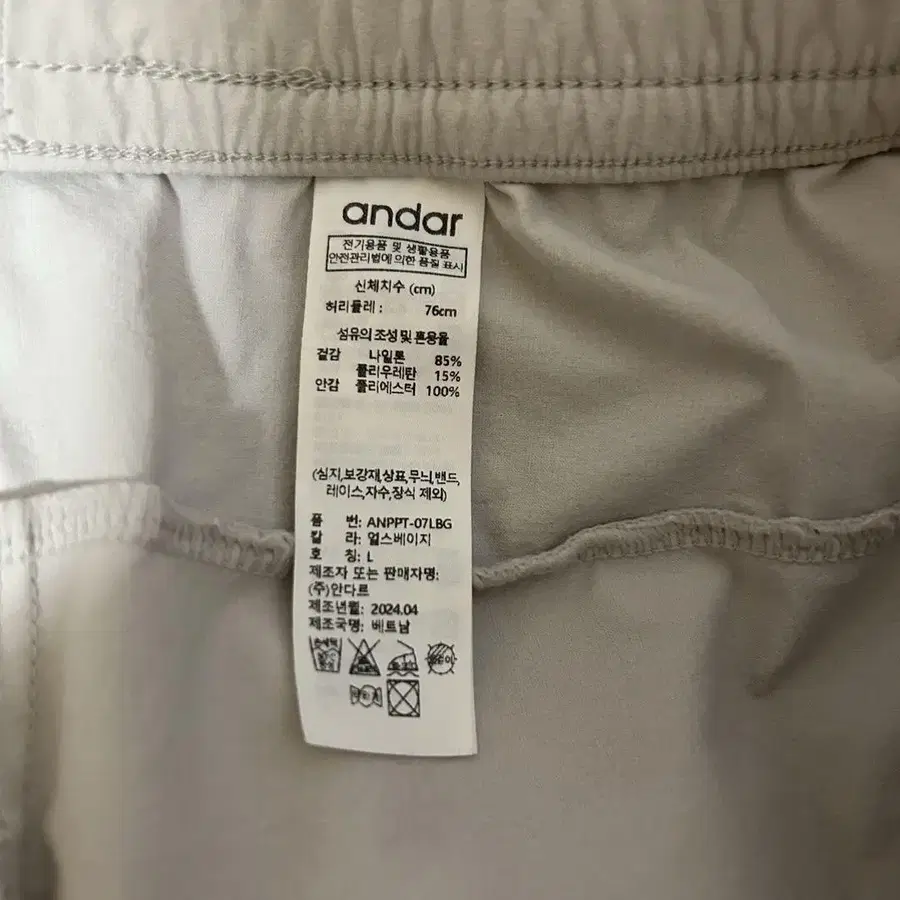 andar
전기용품 및 생활용품
안전관리법에 의한 품질 표시
신체치수 (cm)
허리둘레 : 76cm
섬유의 조성 및 혼용율
겉감 나일론 85%
폴리우레탄 15%
안감 폴리에스터 100%
(심지,보강재,상표,무늬,밴드,
레이스,자수,장식 제외)
품 번: ANPPT-07LBG
칼 라: 얼스베이지
호 칭: L
제조자 또는 판매자명:
(주)안다르
제조년월: 2024.04
제조국명: 베트남